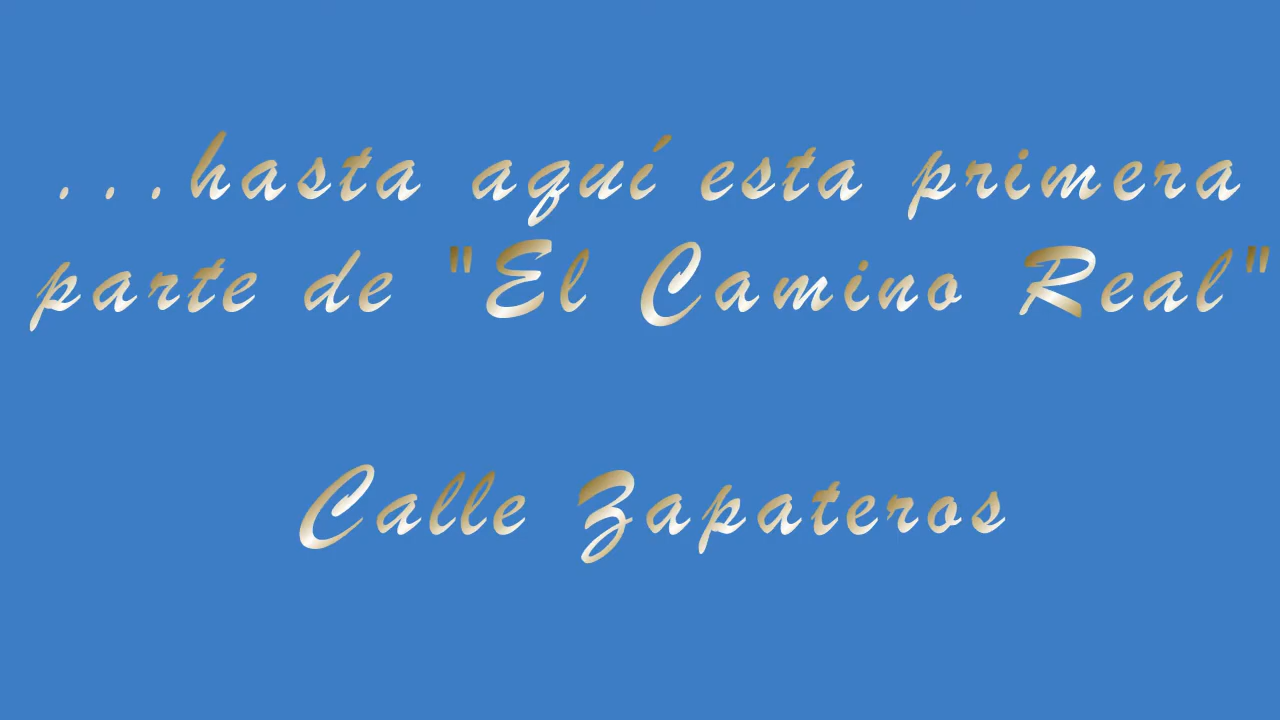 ...hasta aquí esta primera
parte de "El Camino Real"
Calle Zapateros